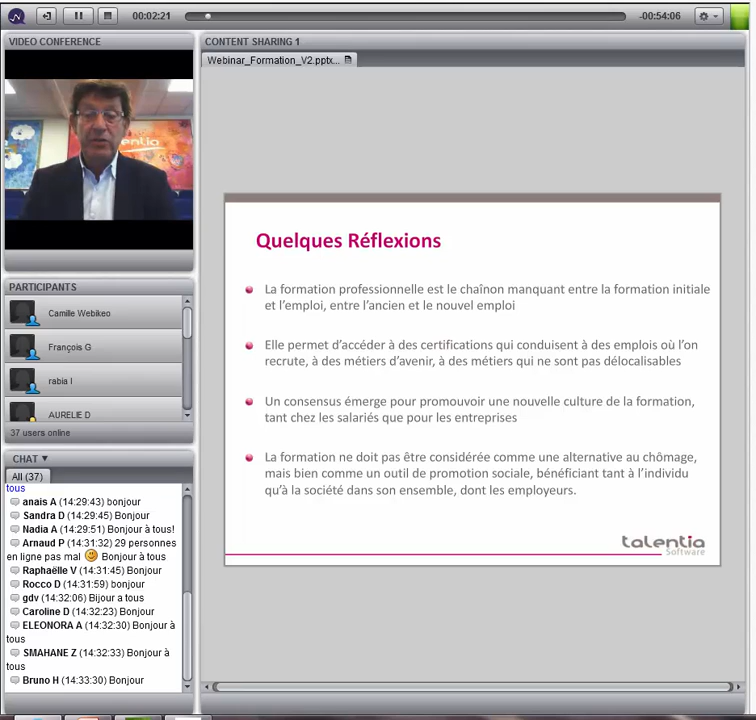 00:02:21
-00:54:06
VIDEO CONFERENCE
CONTENT SHARING 1
Webinar_Formation_V2.pptx...
Quelques Réflexions
La formation professionnelle est le chaînon manquant entre la formation initiale
et l'emploi, entre l'ancien et le nouvel emploi
Elle permet d'accéder à des certifications qui conduisent à des emplois où l'on
recrute, à des métiers d'avenir, à des métiers qui ne sont pas délocalisables
Un consensus émerge pour promouvoir une nouvelle culture de la formation,
tant chez les salariés que pour les entreprises
La formation ne doit pas être considérée comme une alternative au chômage,
mais bien comme un outil de promotion sociale, bénéficiant tant à l'individu
qu'à la société dans son ensemble, dont les employeurs.
talentia
Software
PARTICIPANTS
Camille Webikeo
François G
rabia I
AURELIE D
37 users online
CHAT
All (37)
tous
anais A (14:29:43) bonjour
Sandra D (14:29:45) Bonjour
Nadia A (14:29:51) Bonjour à tous!
Arnaud P (14:31:32) 29 personnes
en ligne pas mal Bonjour à tous
Raphaëlle V (14:31:45) Bonjour
Rocco D (14:31:59) bonjour
gdv (14:32:06) Bijour a tous
Caroline D (14:32:23) Bonjour
ELEONORA A (14:32:30) Bonjour à
tous
SMAHANE Z (14:32:33) Bonjour à
tous
Bruno H (14:33:30) Bonjour